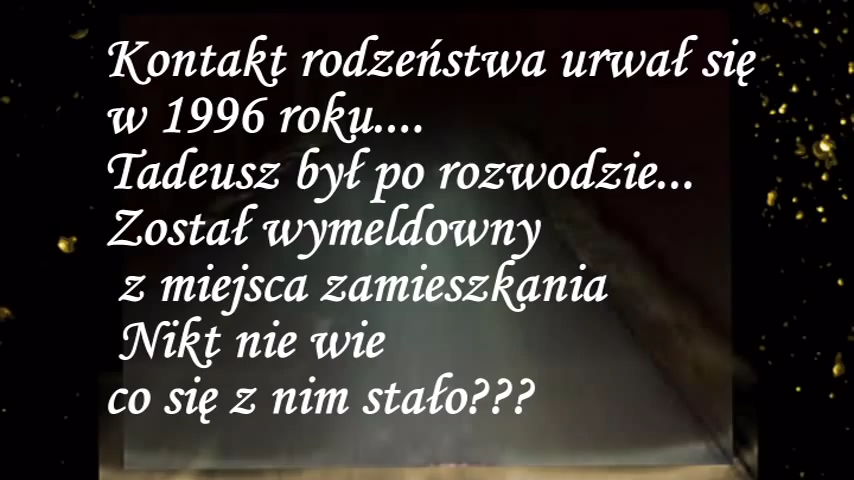 Kontakt rodzeństwa urwał się
w 1996 roku....
Tadeusz był po rozwodzie...
Został wymeldowny
z miejsca zamieszkania
Nikt nie wie
co się z nim stało???